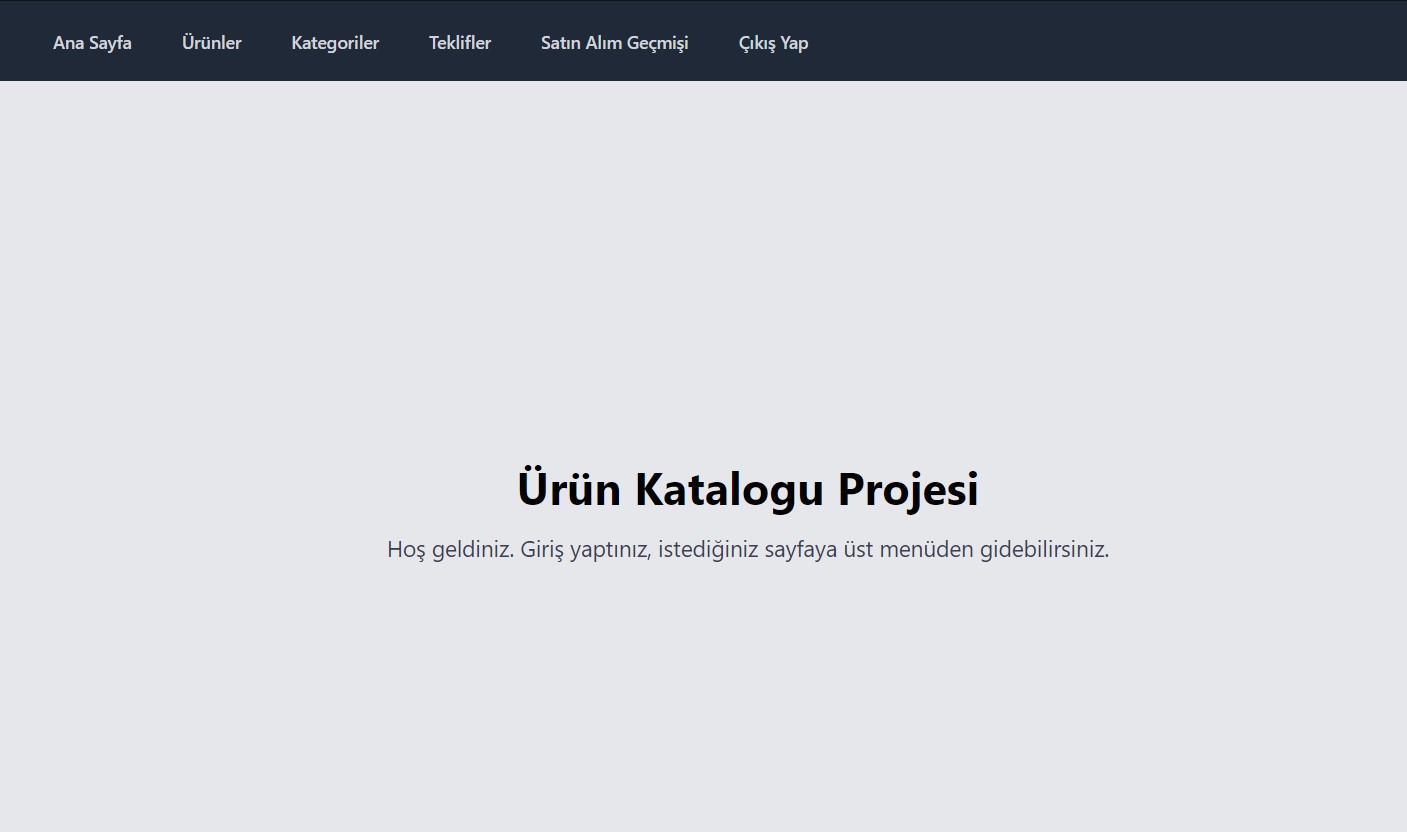 Ana Sayfa Ürünler Kategoriler Teklifler Satın Alım Geçmişi Çıkış Yap
Ürün Katalogu Projesi
Hoş geldiniz. Giriş yaptınız, istediğiniz sayfaya üst menüden gidebilirsiniz.